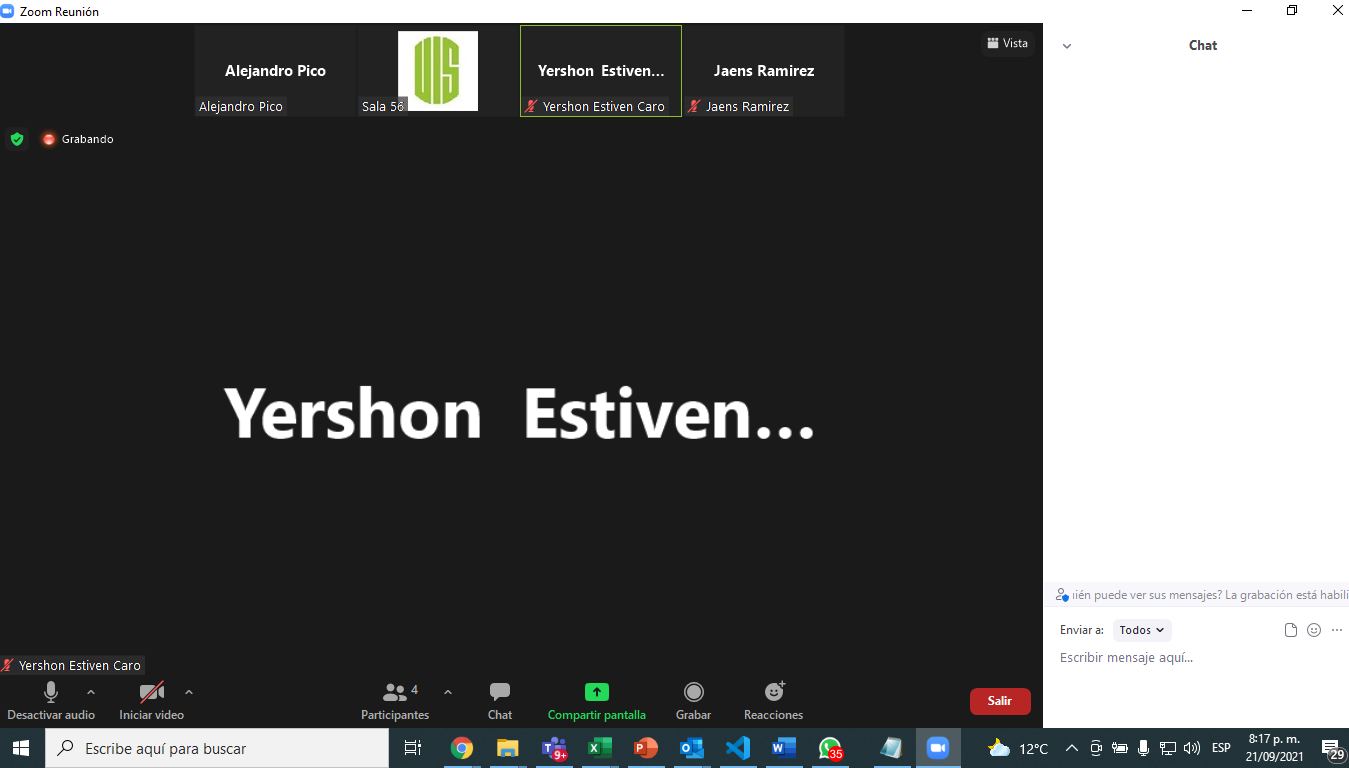 Zoom Reunión
Alejandro Pico
Alejandro Pico
UIS
Sala 56
Yershon Estiven...
Yershon Estiven Caro
Jaens Ramirez
Jaens Ramirez
Vista
Chat
Grabando
Yershon Estiven...
ién puede ver sus mensajes? La grabación está habili
Enviar a: Todos
Escribir mensaje aquí...
Yershon Estiven Caro
4
Desactivar audio
Iniciar video
Participantes
Chat
Compartir pantalla
Grabar
Reacciones
Salir
Escribe aquí para buscar
9+
35
12°C
ESP
8:17 p. m.
21/09/2021
29